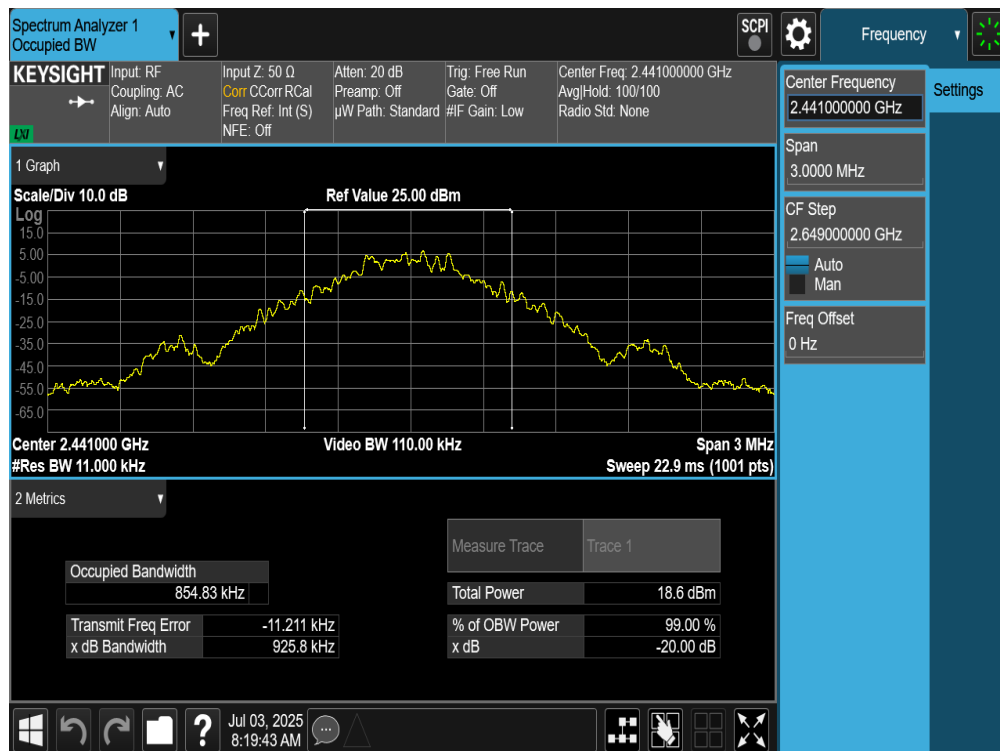 Spectrum Analyzer 1
Occupied BW
+
SCPI
Frequency
KEYSIGHT
LXI
Input: RF
Coupling: AC
Align: Auto
Input Z: 50 Ω
Corr CCorr RCal
Freq Ref: Int (S)
NFE: Off
Atten: 20 dB
Preamp: Off
µW Path: Standard
Trig: Free Run
Gate: Off
#IF Gain: Low
Center Freq: 2.441000000 GHz
Avg|Hold: 100/100
Radio Std: None
Center Frequency
2.441000000 GHz
Settings
Span
3.0000 MHz
CF Step
2.649000000 GHz
Auto
Man
Freq Offset
0 Hz
1 Graph
Scale/Div 10.0 dB
Ref Value 25.00 dBm
Log
15.0
5.00
-5.00
-15.0
-25.0
-35.0
-45.0
-55.0
-65.0
Center 2.441000 GHz
Video BW 110.00 kHz
Span 3 MHz
#Res BW 11.000 kHz
Sweep 22.9 ms (1001 pts)
2 Metrics
Measure Trace
Trace 1
Occupied Bandwidth
854.83 kHz
Total Power
18.6 dBm
Transmit Freq Error
-11.211 kHz
% of OBW Power
99.00 %
x dB Bandwidth
925.8 kHz
x dB
-20.00 dB
?
Jul 03, 2025
8:19:43 AM